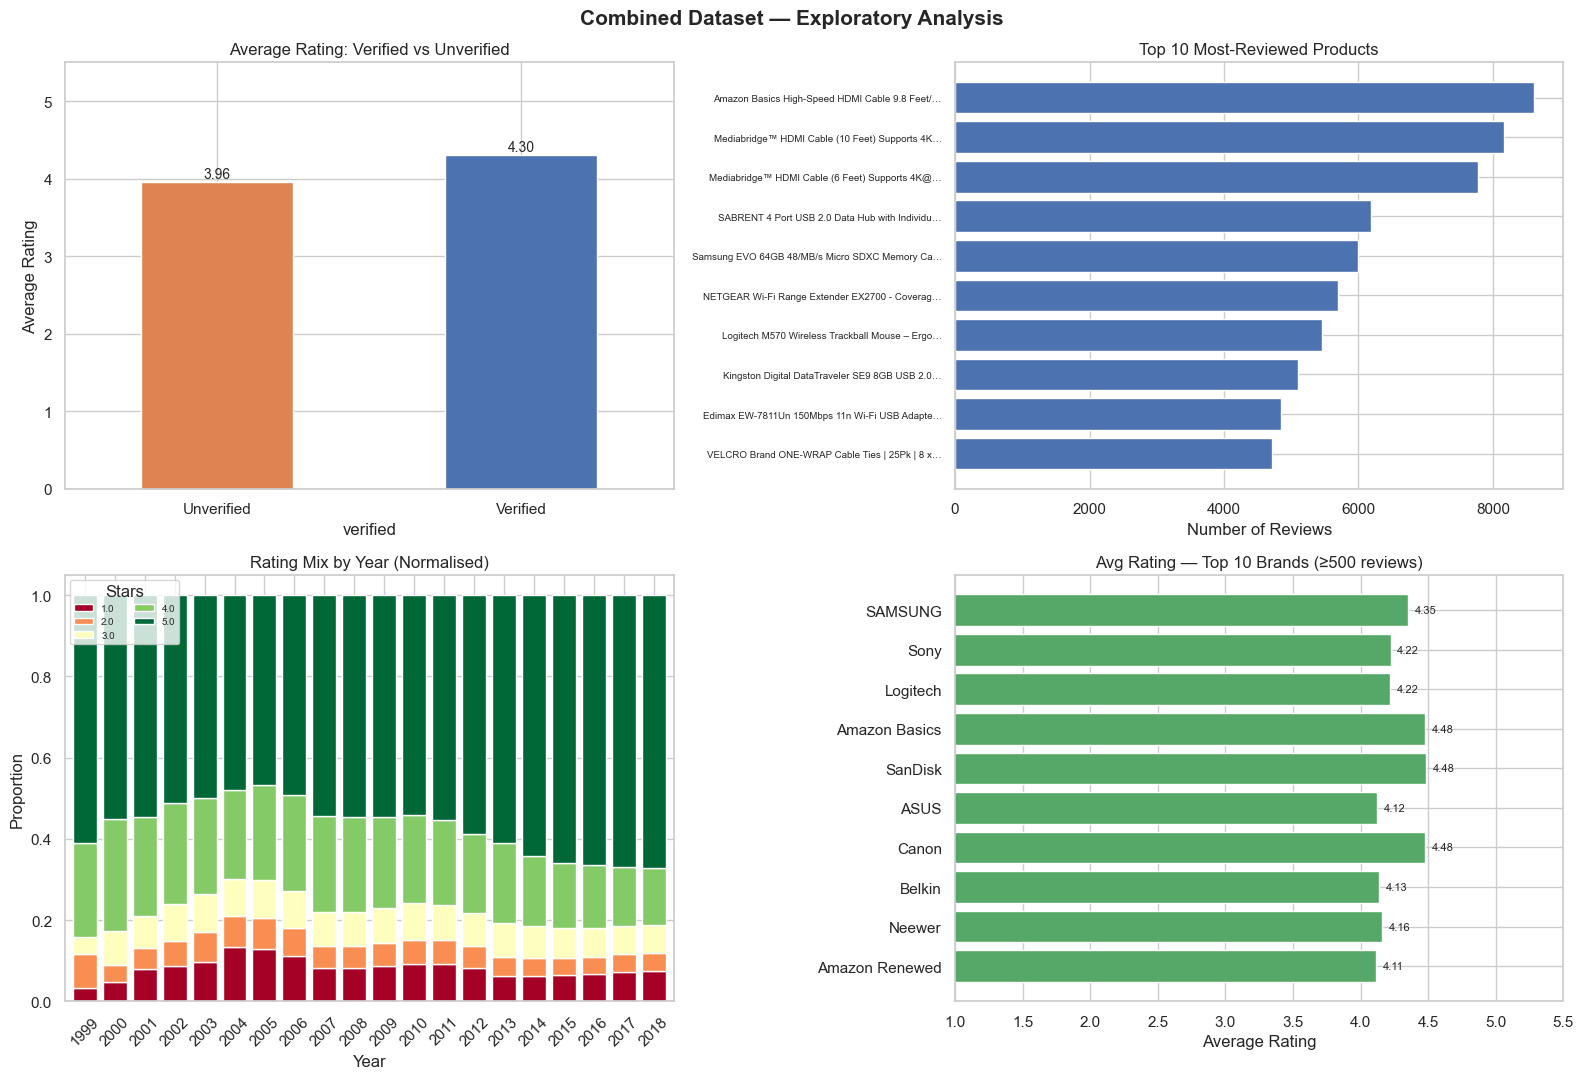 Combined Dataset — Exploratory Analysis
Average Rating: Verified vs Unverified
Average Rating
5
4
3
2
1
0
3.96
4.30
Unverified
Verified
verified
Top 10 Most-Reviewed Products
Amazon Basics High-Speed HDMI Cable 9.8 Feet/…
Mediabridge™ HDMI Cable (10 Feet) Supports 4K…
Mediabridge™ HDMI Cable (6 Feet) Supports 4K@…
SABRENT 4 Port USB 2.0 Data Hub with Individu…
Samsung EVO 64GB 48/MB/s Micro SDXC Memory Ca…
NETGEAR Wi-Fi Range Extender EX2700 - Coverag…
Logitech M570 Wireless Trackball Mouse – Ergo…
Kingston Digital DataTraveler SE9 8GB USB 2.0…
Edimax EW-7811Un 150Mbps 11n Wi-Fi USB Adapte…
VELCRO Brand ONE-WRAP Cable Ties | 25Pk | 8 x…
0 2000 4000 6000 8000
Number of Reviews
Rating Mix by Year (Normalised)
Stars
1.0 4.0
2.0 5.0
3.0
Proportion
1.0
0.8
0.6
0.4
0.2
0.0
1999 2000 2001 2002 2003 2004 2005 2006 2007 2008 2009 2010 2011 2012 2013 2014 2015 2016 2017 2018
Year
Avg Rating — Top 10 Brands (≥500 reviews)
SAMSUNG 4.35
Sony 4.22
Logitech 4.22
Amazon Basics 4.48
SanDisk 4.48
ASUS 4.12
Canon 4.48
Belkin 4.13
Neewer 4.16
Amazon Renewed 4.11
1.0 1.5 2.0 2.5 3.0 3.5 4.0 4.5 5.0 5.5
Average Rating